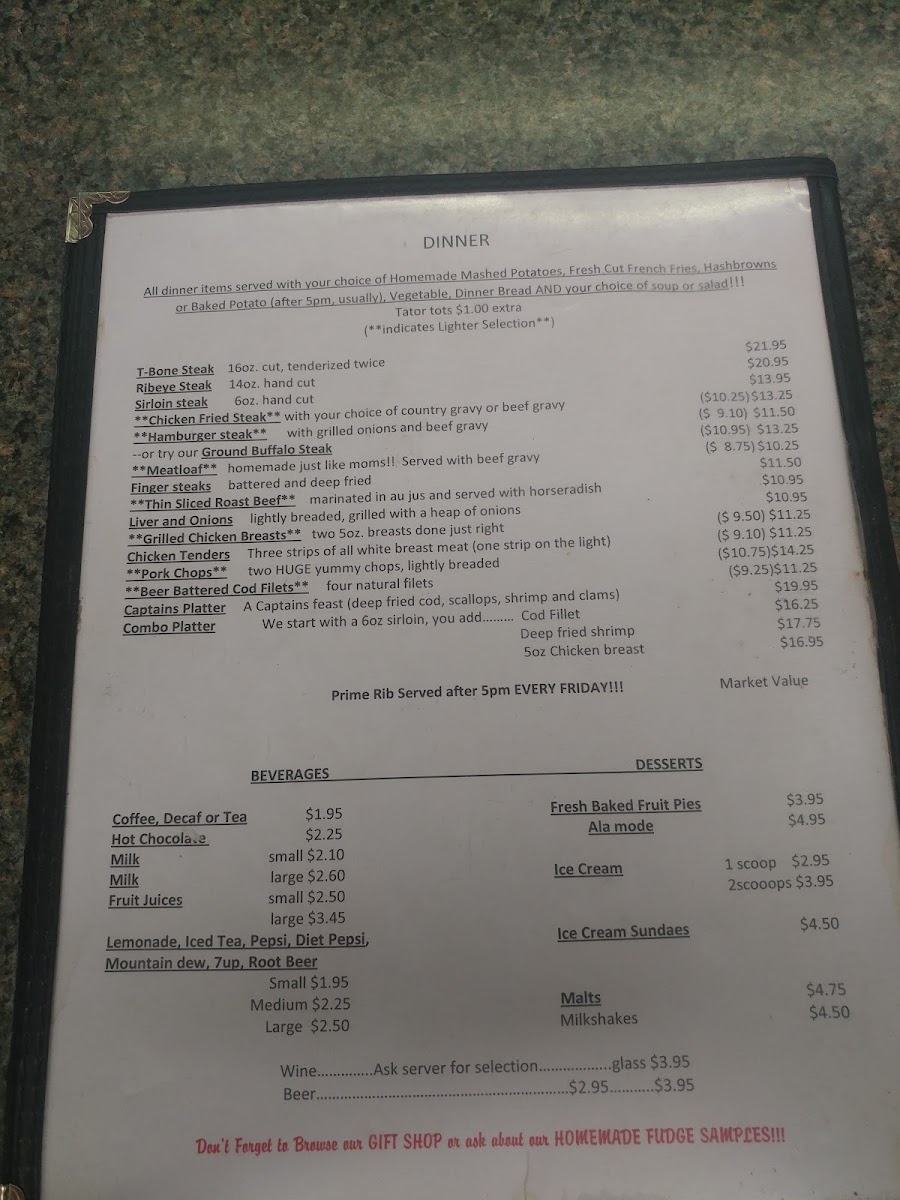 DINNER
All dinner items served with your choice of Homemade Mashed Potatoes, Fresh Cut French Fries, Hashbrowns
or Baked Potato (after 5pm, usually), Vegetable, Dinner Bread AND your choice of soup or salad!!!
Tator tots $1.00 extra
(**indicates Lighter Selection**)
T-Bone Steak 16oz. cut, tenderized twice $21.95
Ribeye Steak 14oz. hand cut $20.95
Sirloin steak 6oz. hand cut $13.95
**Chicken Fried Steak** with your choice of country gravy or beef gravy ($10.25)$13.25
**Hamburger steak** with grilled onions and beef gravy ($ 9.10) $11.50
--or try our Ground Buffalo Steak ($10.95) $13.25
**Meatloaf** homemade just like moms!! Served with beef gravy ($ 8.75)$10.25
Finger steaks battered and deep fried $11.50
**Thin Sliced Roast Beef** marinated in au jus and served with horseradish $10.95
Liver and Onions lightly breaded, grilled with a heap of onions $10.95
**Grilled Chicken Breasts** two 5oz. breasts done just right ($ 9.50) $11.25
Chicken Tenders Three strips of all white breast meat (one strip on the light) ($ 9.10) $11.25
**Pork Chops** two HUGE yummy chops, lightly breaded ($10.75)$14.25
**Beer Battered Cod Filets** four natural filets ($9.25)$11.25
Captains Platter A Captains feast (deep fried cod, scallops, shrimp and clams) $19.95
Combo Platter We start with a 6oz sirloin, you add......... Cod Fillet $16.25
Deep fried shrimp $17.75
5oz Chicken breast $16.95
Prime Rib Served after 5pm EVERY FRIDAY!!! Market Value
BEVERAGES
Coffee, Decaf or Tea $1.95
Hot Chocolate $2.25
Milk small $2.10
Milk large $2.60
Fruit Juices small $2.50
large $3.45
Lemonade, Iced Tea, Pepsi, Diet Pepsi,
Mountain dew, 7up, Root Beer
Small $1.95
Medium $2.25
Large $2.50
DESSERTS
Fresh Baked Fruit Pies $3.95
Ala mode $4.95
Ice Cream 1 scoop $2.95
2scooops $3.95
Ice Cream Sundaes $4.50
Malts $4.75
Milkshakes $4.50
Wine..............Ask server for selection..................glass $3.95
Beer...............................................................$2.95...........$3.95
Don't Forget to Browse our GIFT SHOP or ask about our HOMEMADE FUDGE SAMPLES!!!